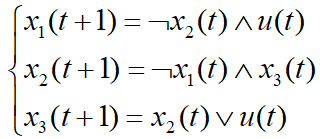 x₁(t+1) = ¬x₂(t) ∧ u(t)
x₂(t+1) = ¬x₁(t) ∧ x₃(t)
x₃(t+1) = x₂(t) ∨ u(t)